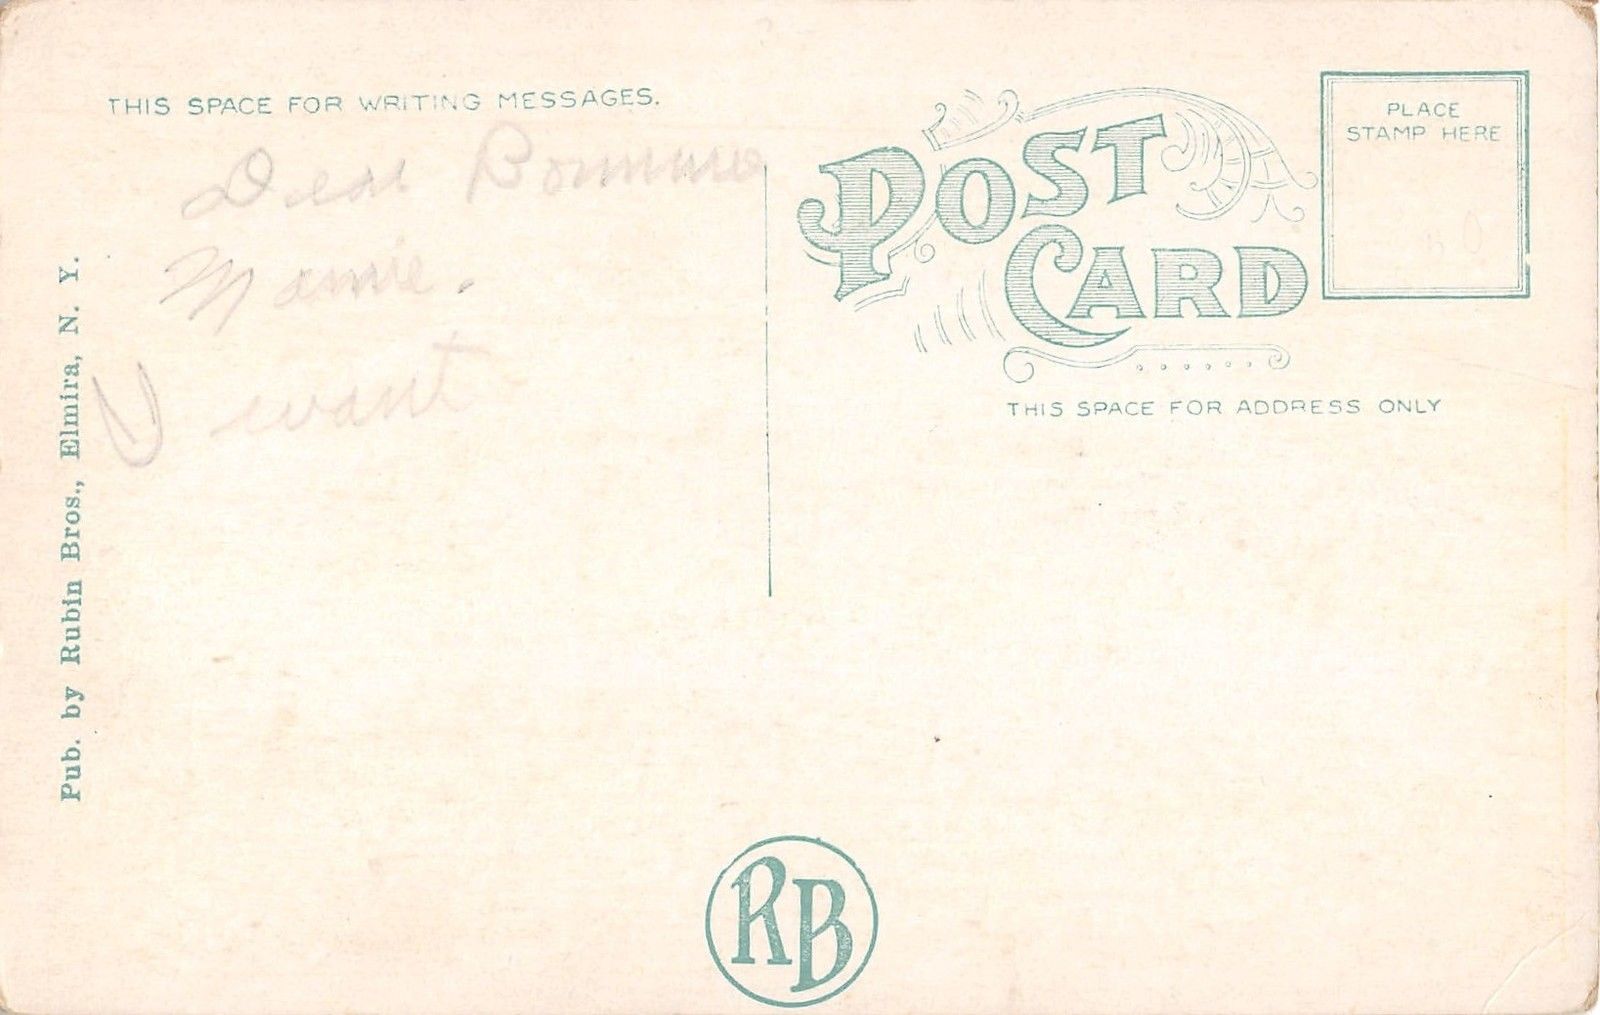 THIS SPACE FOR WRITING MESSAGES.
Dear
Mamie.
I want
Pub. by Rubin Bros., Elmira, N. Y.
POST
CARD
PLACE
STAMP HERE
THIS SPACE FOR ADDRESS ONLY
RB